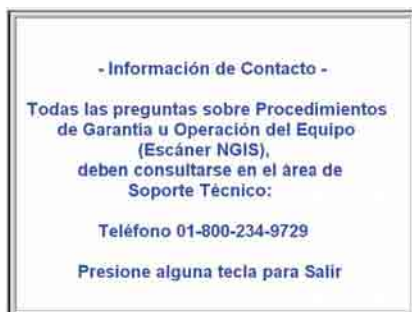 - Información de Contacto -
Todas las preguntas sobre Procedimientos
de Garantia u Operación del Equipo
(Escáner NGIS),
deben consultarse en el área de
Soporte Técnico:
Teléfono 01-800-234-9729
Presione alguna tecla para Salir